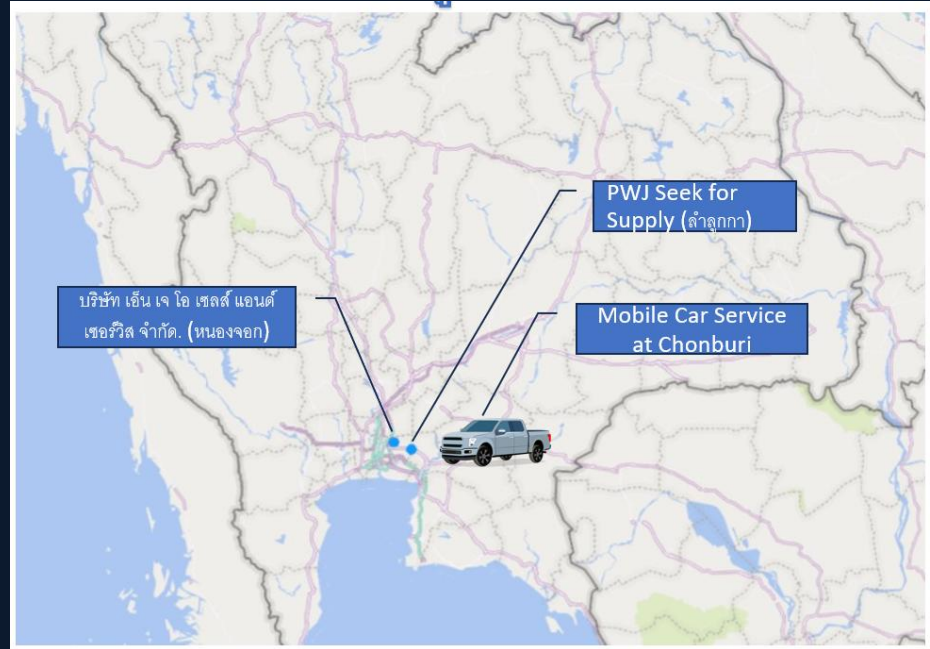 PWJ Seek for
Supply (ลำลูกกา)
บริษัท เอ็น เจ โอ เซลส์ แอนด์
เซอร์วิส จำกัด. (หนองจอก)
Mobile Car Service
at Chonburi